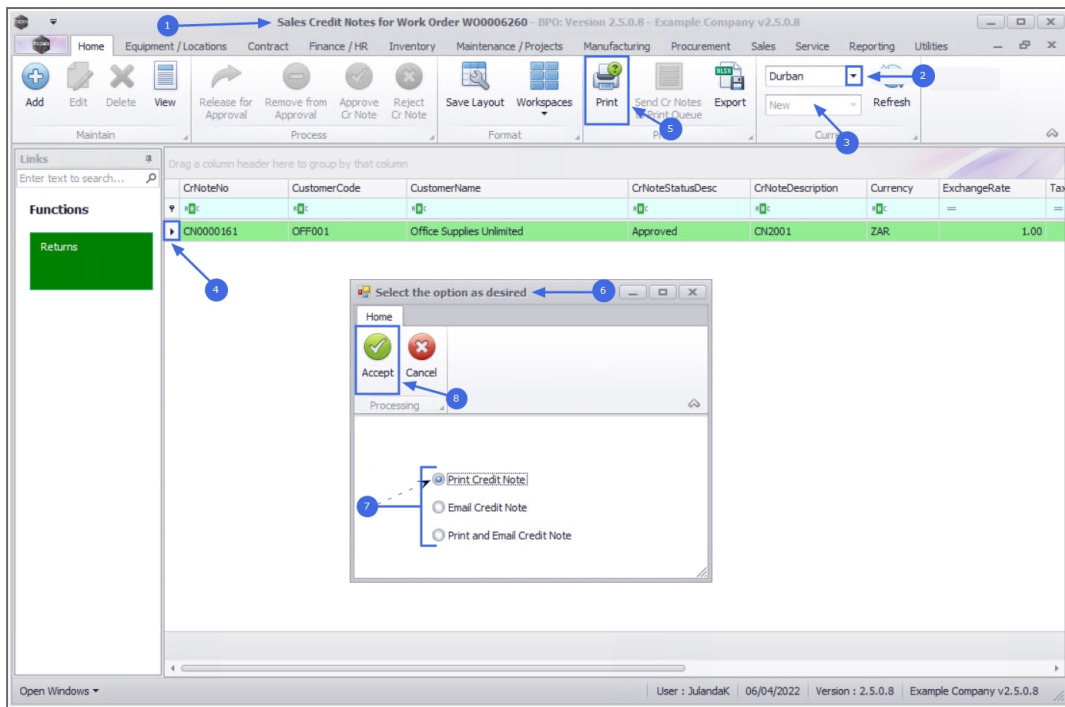 1
Sales Credit Notes for Work Order WO0006260 - BPO: Version 2.5.0.8 - Example Company v2.5.0.8
Home Equipment / Locations Contract Finance / HR Inventory Maintenance / Projects Manufacturing Procurement Sales Service Reporting Utilities
Add Edit Delete View
Release for Approval
Remove from Approval
Approve Cr Note
Reject Cr Note
Save Layout Workspaces
Print
Send Cr Notes
Print Queue
Export
Durban
New
Refresh
2
3
5
Maintain Process Format
Links
Enter text to search...
Functions
Returns
Drag a column header here to group by that column
CrNoteNo CustomerCode CustomerName CrNoteStatusDesc CrNoteDescription Currency ExchangeRate Tax
= =
CN0000161 OFF001 Office Supplies Unlimited Approved CN2001 ZAR 1.00
4
Select the option as desired
6
Home
Accept Cancel
8
Processing
Print Credit Note
7
Email Credit Note
Print and Email Credit Note
Open Windows
User : JulandaK 06/04/2022 Version : 2.5.0.8 Example Company v2.5.0.8